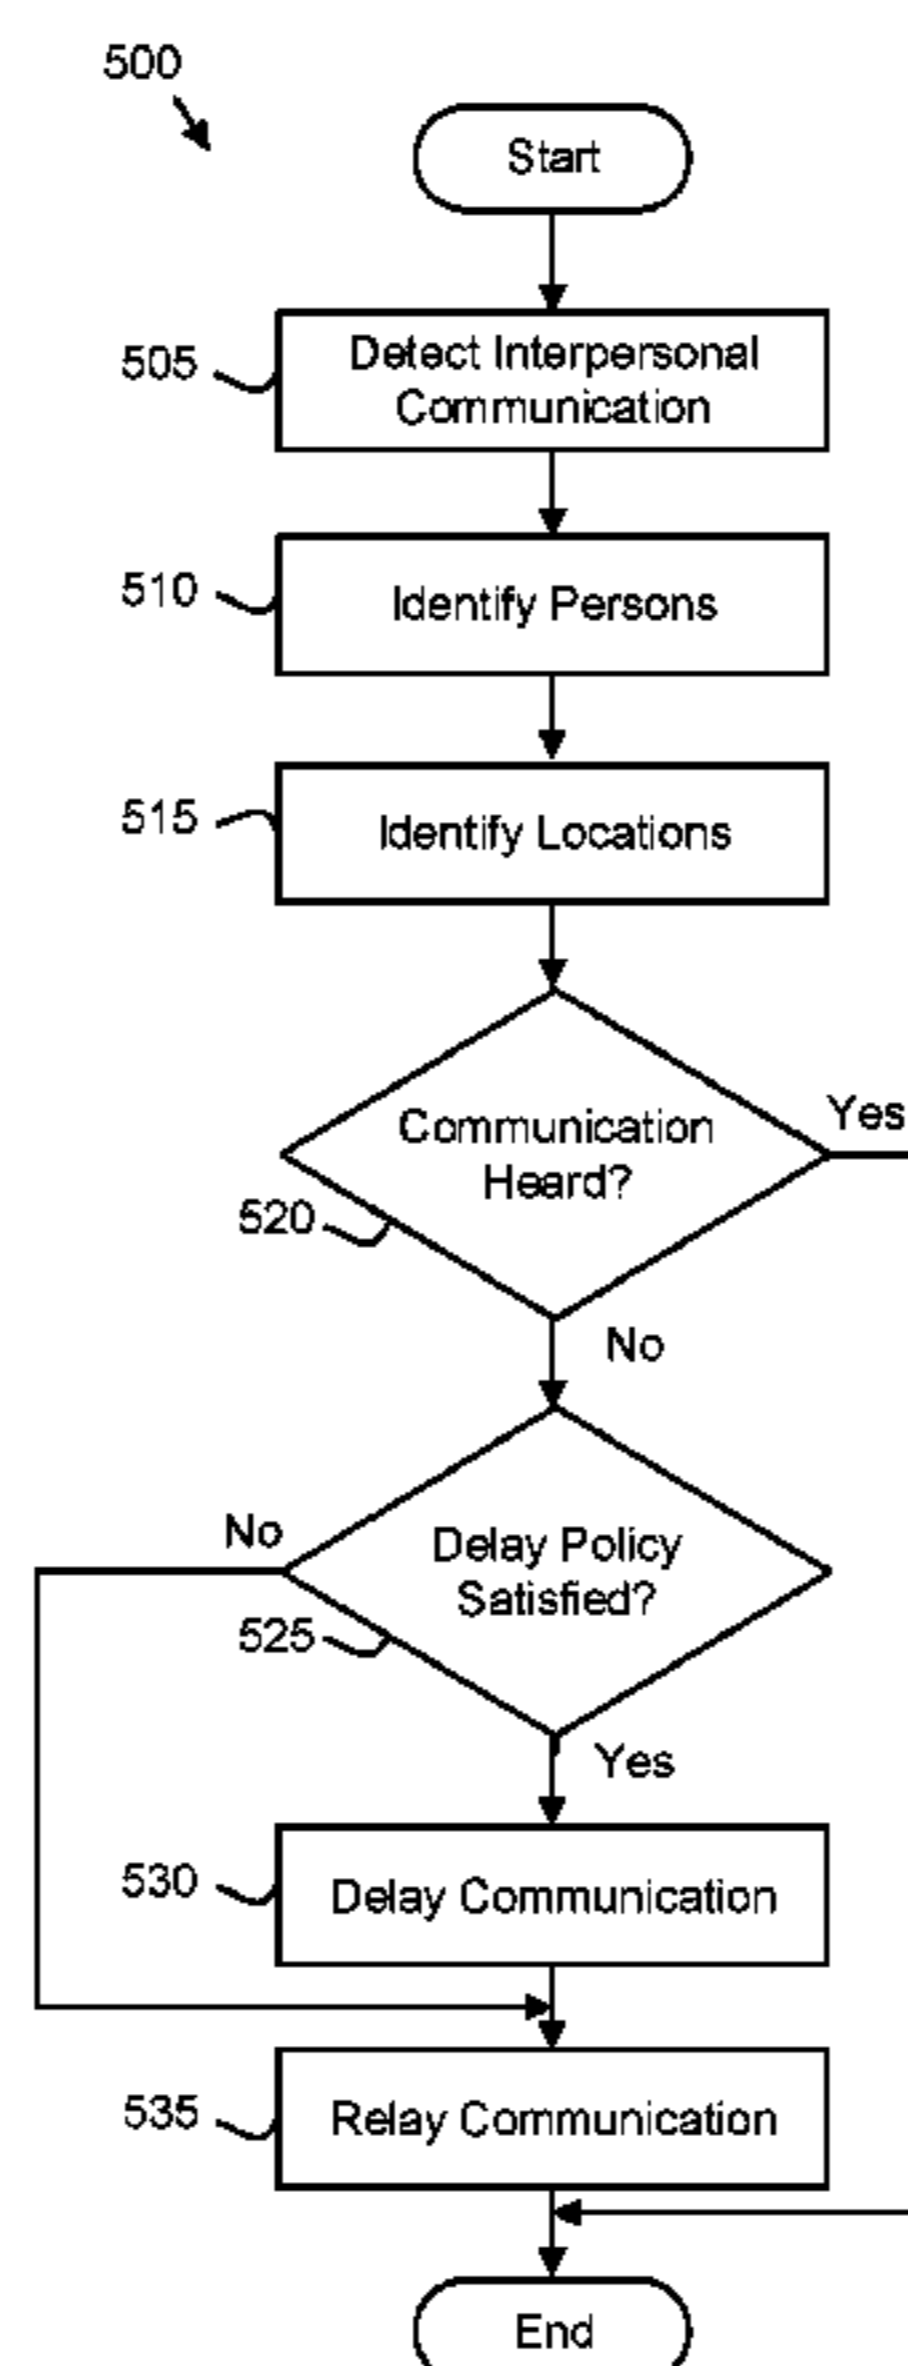 500
Start
505
Detect Interpersonal
Communication
510
Identify Persons
515
Identify Locations
Communication
Heard?
Yes
520
No
Delay Policy
Satisfied?
No
525
Yes
530
Delay Communication
535
Relay Communication
End